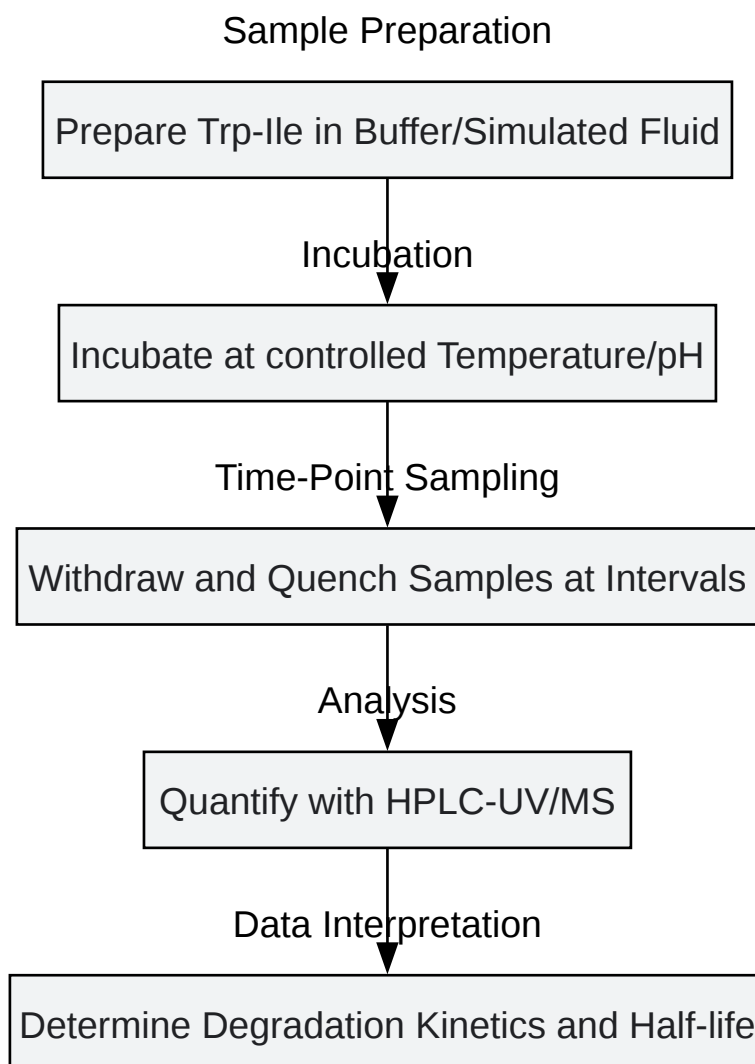 Sample Preparation
Prepare Trp-Ile in Buffer/Simulated Fluid
Incubation
Incubate at controlled Temperature/pH
Time-Point Sampling
Withdraw and Quench Samples at Intervals
Analysis
Quantify with HPLC-UV/MS
Data Interpretation
Determine Degradation Kinetics and Half-life